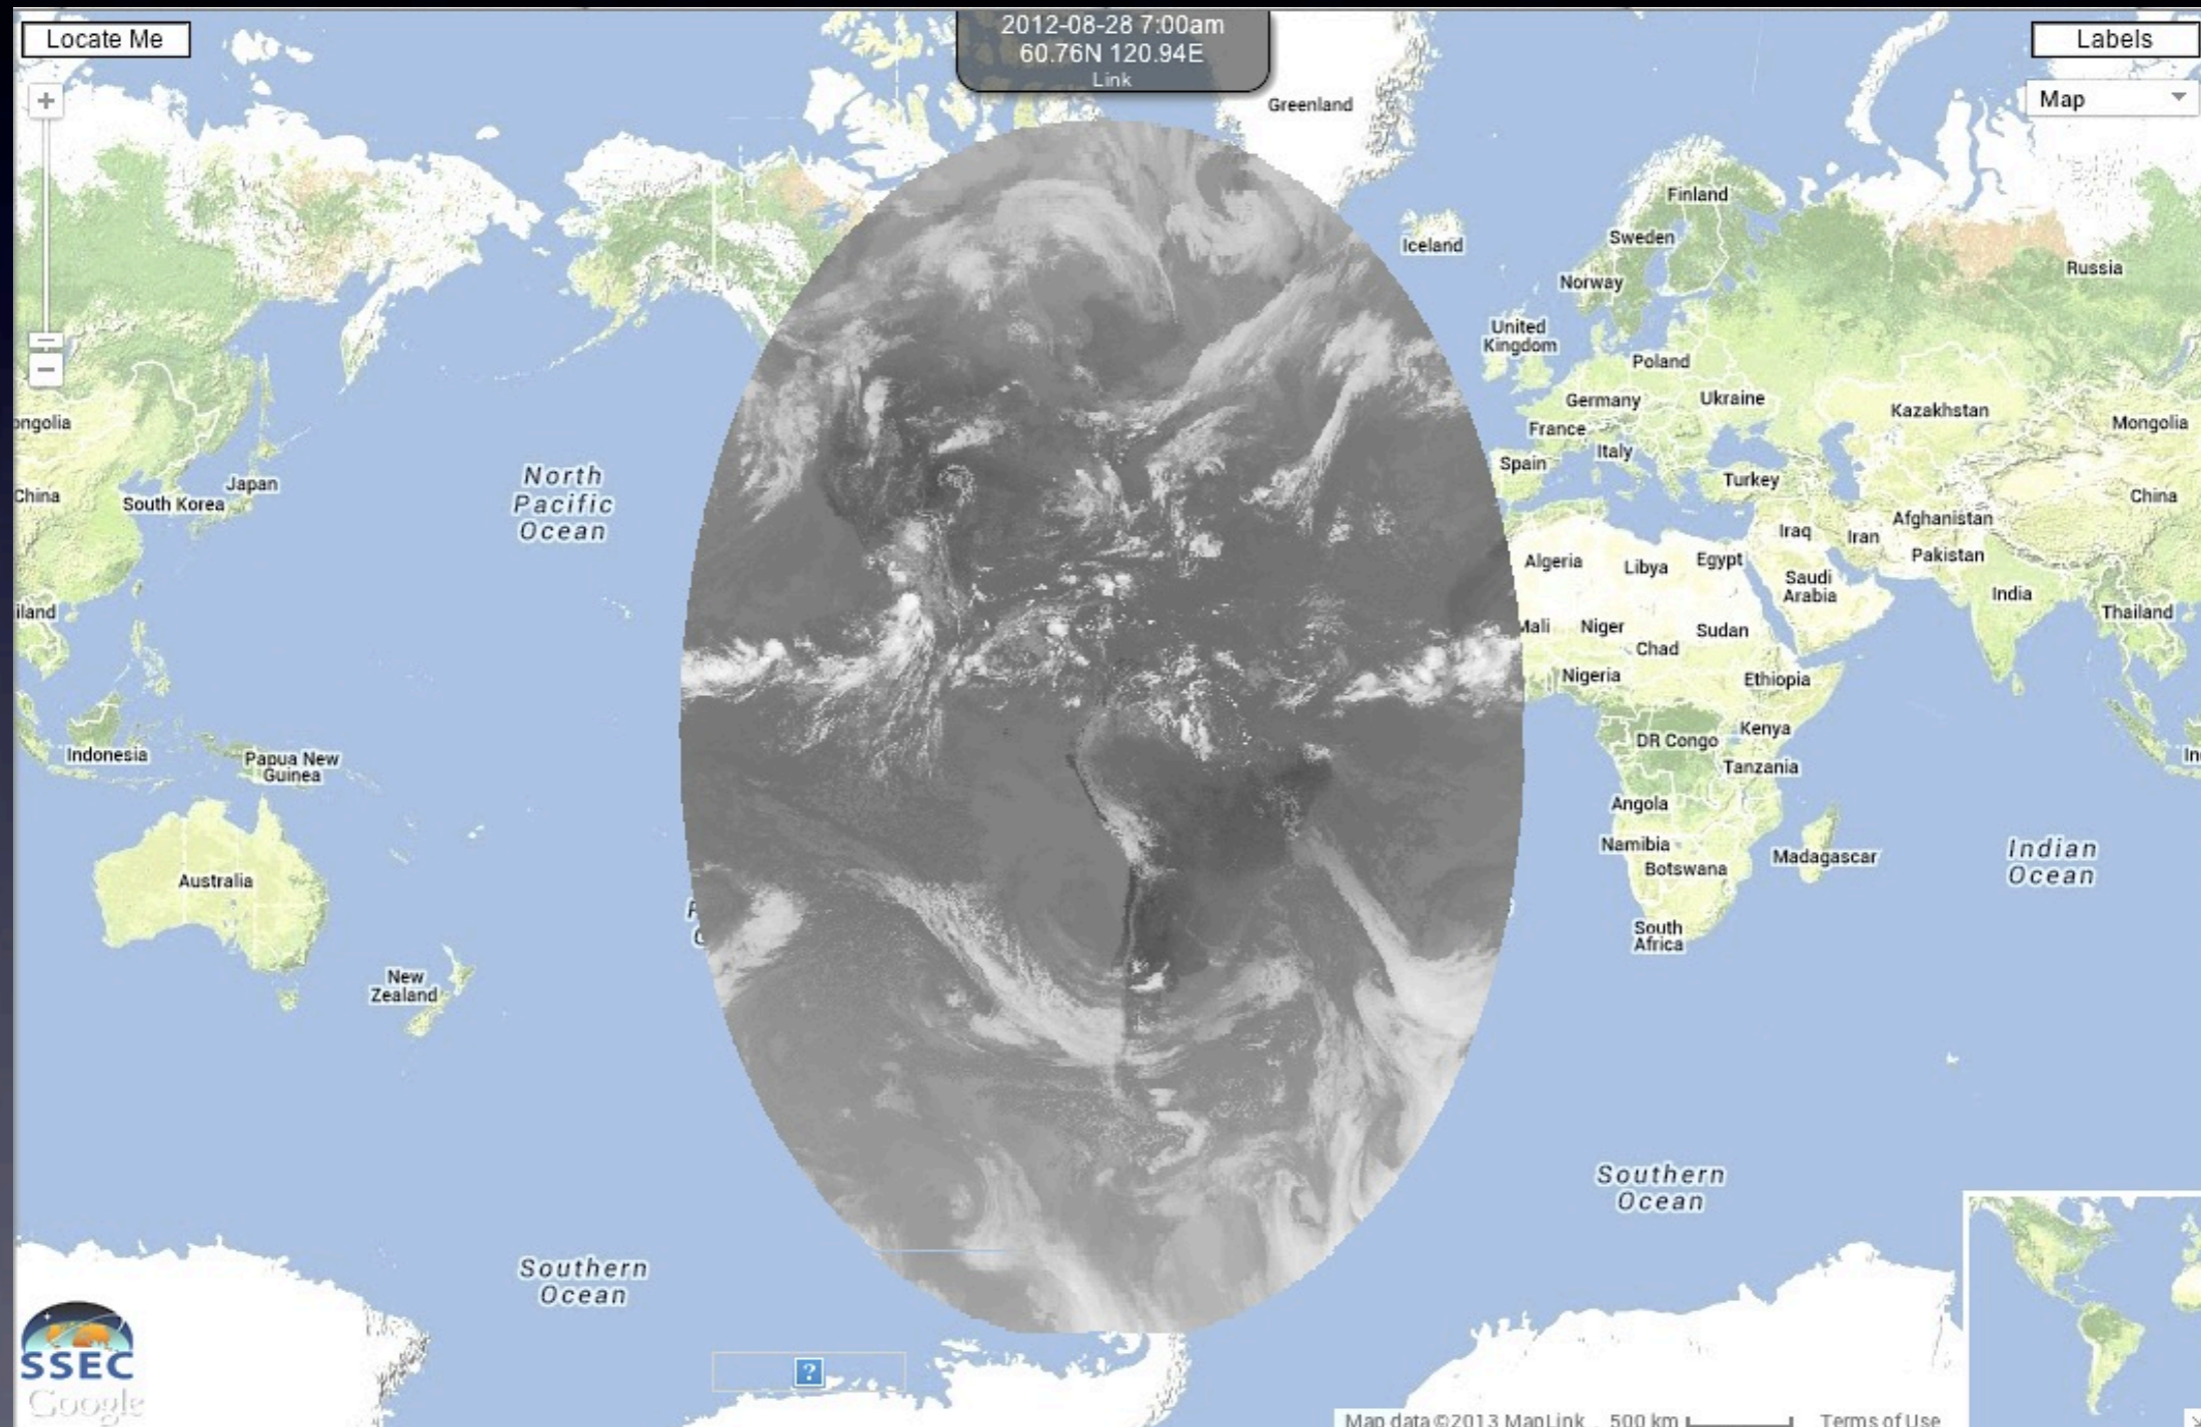 Locate Me
2012-08-28 7:00am
60.76N 120.94E
Link
Labels
Map
Greenland
Finland
Sweden
Iceland
Russia
Norway
United
Kingdom
Poland
Germany
Ukraine
Kazakhstan
ongolia
Mongolia
France
Italy
Spain
Turkey
North
Pacific
Ocean
Japan
South Korea
China
China
Afghanistan
Iraq
Iran
Pakistan
Algeria
Libya
Egypt
Saudi
Arabia
India
iland
Thailand
Mali
Niger
Sudan
Chad
Nigeria
Ethiopia
Kenya
DR Congo
Indonesia
Papua New
Guinea
Tanzania
In
Angola
Namibia
Madagascar
Botswana
Indian
Ocean
Australia
South
Africa
New
Zealand
Southern
Ocean
Southern
Ocean
SSEC
Google
?
Map data ©2013 MapLink
500 km
Terms of Use